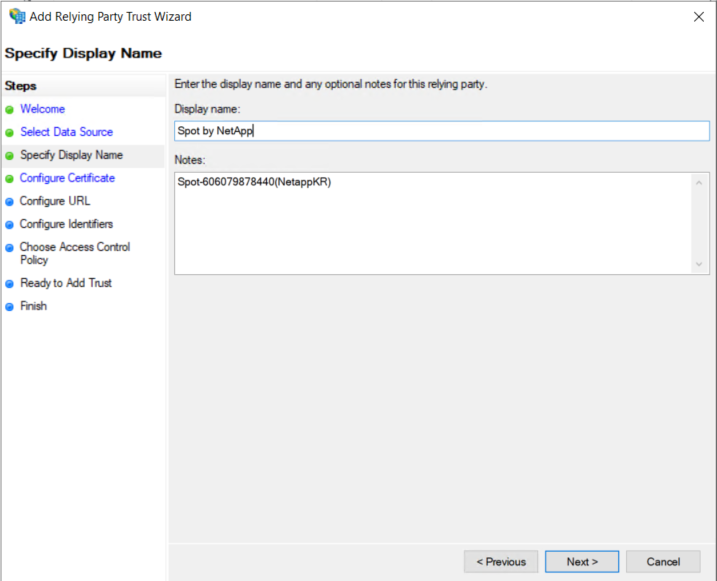 Add Relying Party Trust Wizard
Specify Display Name
Steps
Welcome
Select Data Source
Specify Display Name
Configure Certificate
Configure URL
Configure Identifiers
Choose Access Control
Policy
Ready to Add Trust
Finish
Enter the display name and any optional notes for this relying party.
Display name:
Spot by NetApp
Notes:
Spot-606079878440(NetappKR)
< Previous
Next >
Cancel